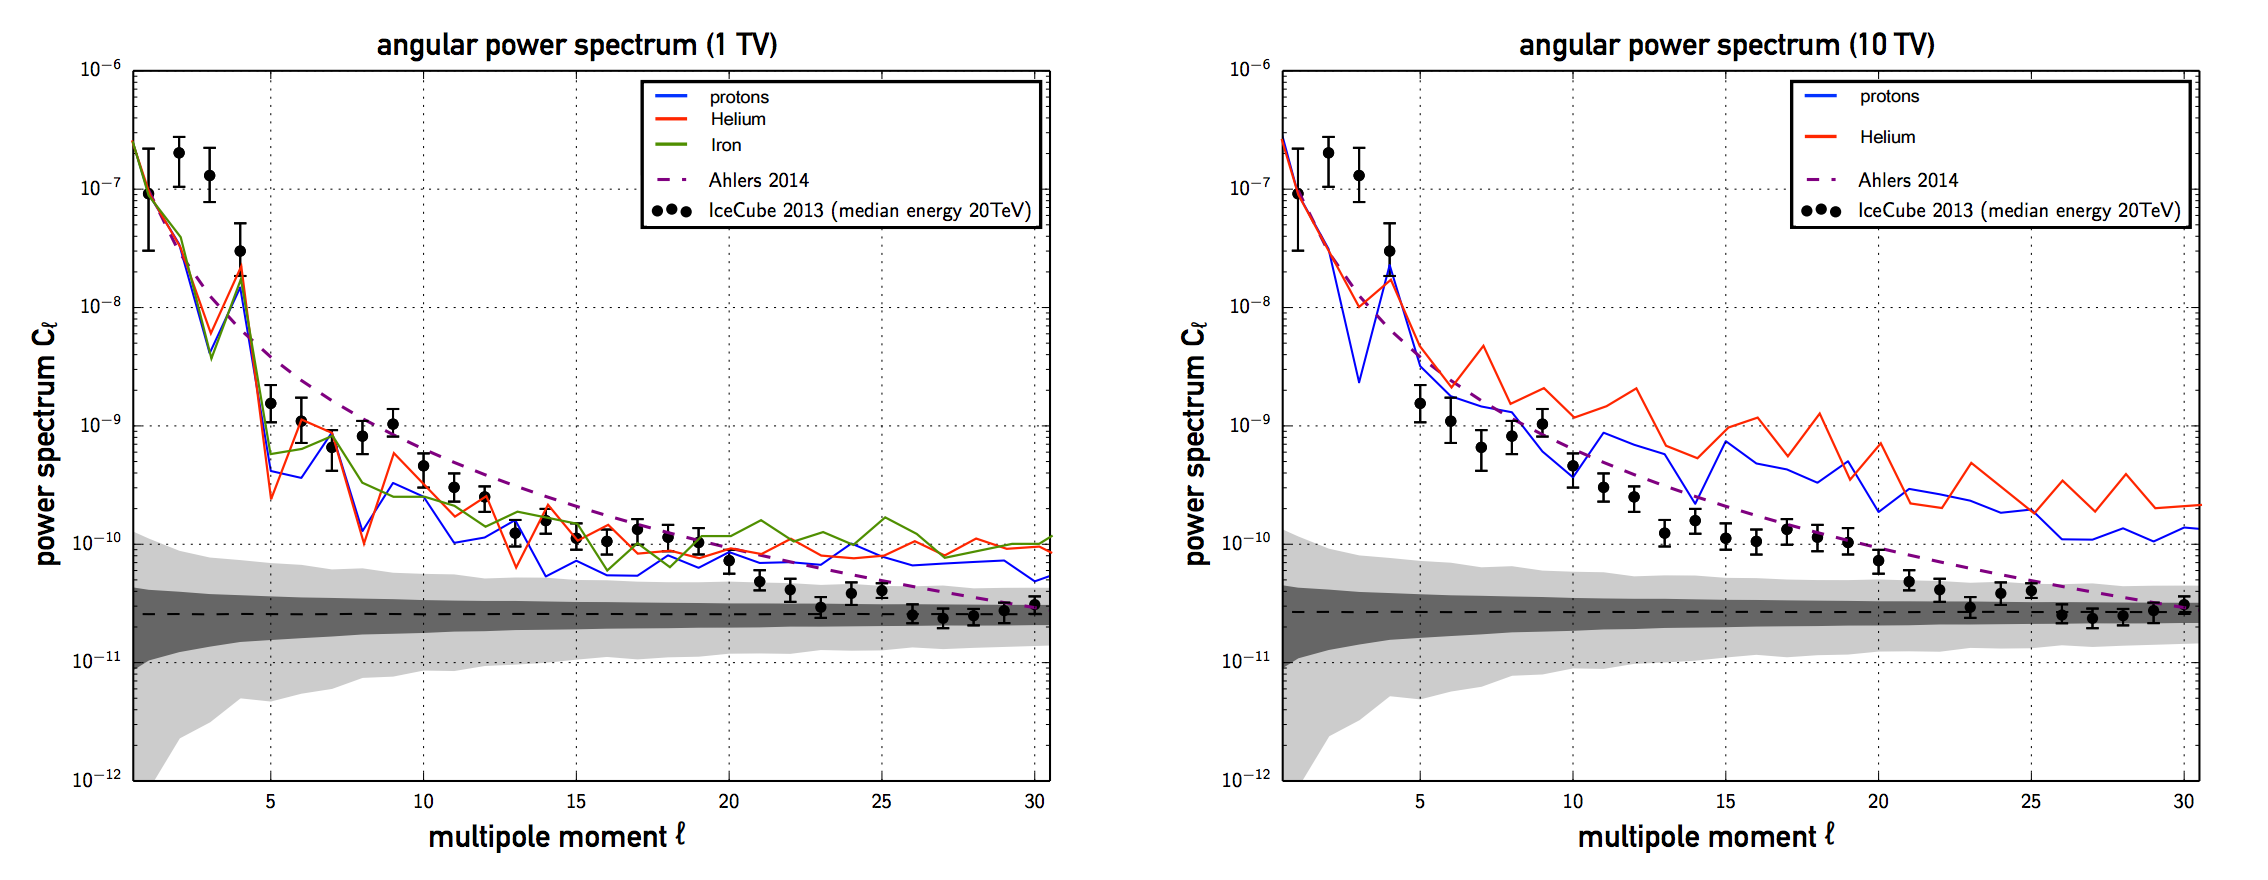 angular power spectrum (1 TV)
power spectrum Cℓ
10⁻⁶
10⁻⁷
10⁻⁸
10⁻⁹
10⁻¹⁰
10⁻¹¹
10⁻¹²
protons
Helium
Iron
Ahlers 2014
IceCube 2013 (median energy 20TeV)
5 10 15 20 25 30
multipole moment ℓ
angular power spectrum (10 TV)
power spectrum Cℓ
10⁻⁶
10⁻⁷
10⁻⁸
10⁻⁹
10⁻¹⁰
10⁻¹¹
10⁻¹²
protons
Helium
Ahlers 2014
IceCube 2013 (median energy 20TeV)
5 10 15 20 25 30
multipole moment ℓ